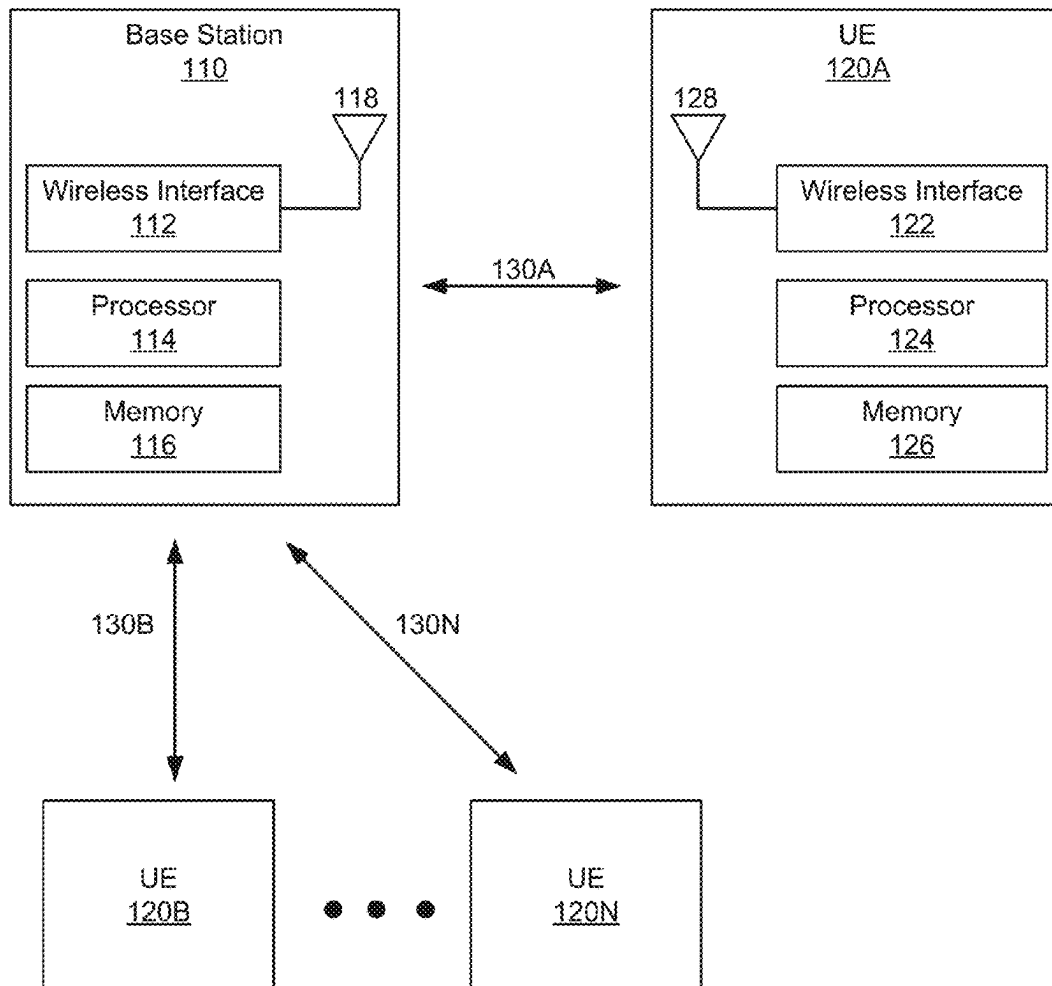 Base Station
110
118
Wireless Interface
112
Processor
114
Memory
116
130A
UE
120A
128
Wireless Interface
122
Processor
124
Memory
126
130B
130N
UE
120B
UE
120N